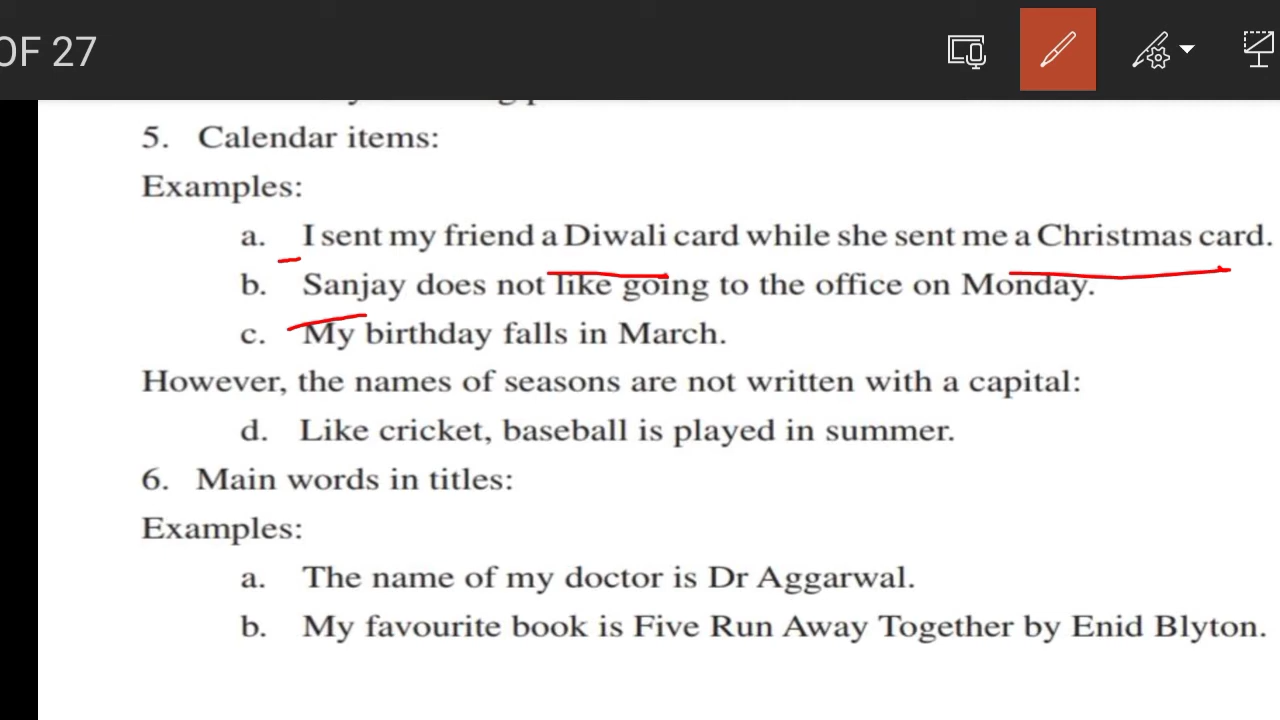 OF 27
5. Calendar items:
Examples:
a. I sent my friend a Diwali card while she sent me a Christmas card.
b. Sanjay does not like going to the office on Monday.
c. My birthday falls in March.
However, the names of seasons are not written with a capital:
d. Like cricket, baseball is played in summer.
6. Main words in titles:
Examples:
a. The name of my doctor is Dr Aggarwal.
b. My favourite book is Five Run Away Together by Enid Blyton.